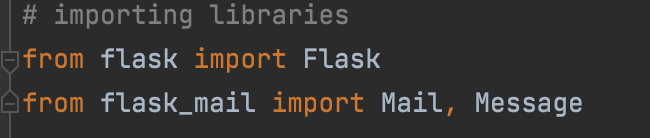 # importing libraries
from flask import Flask
from flask_mail import Mail, Message